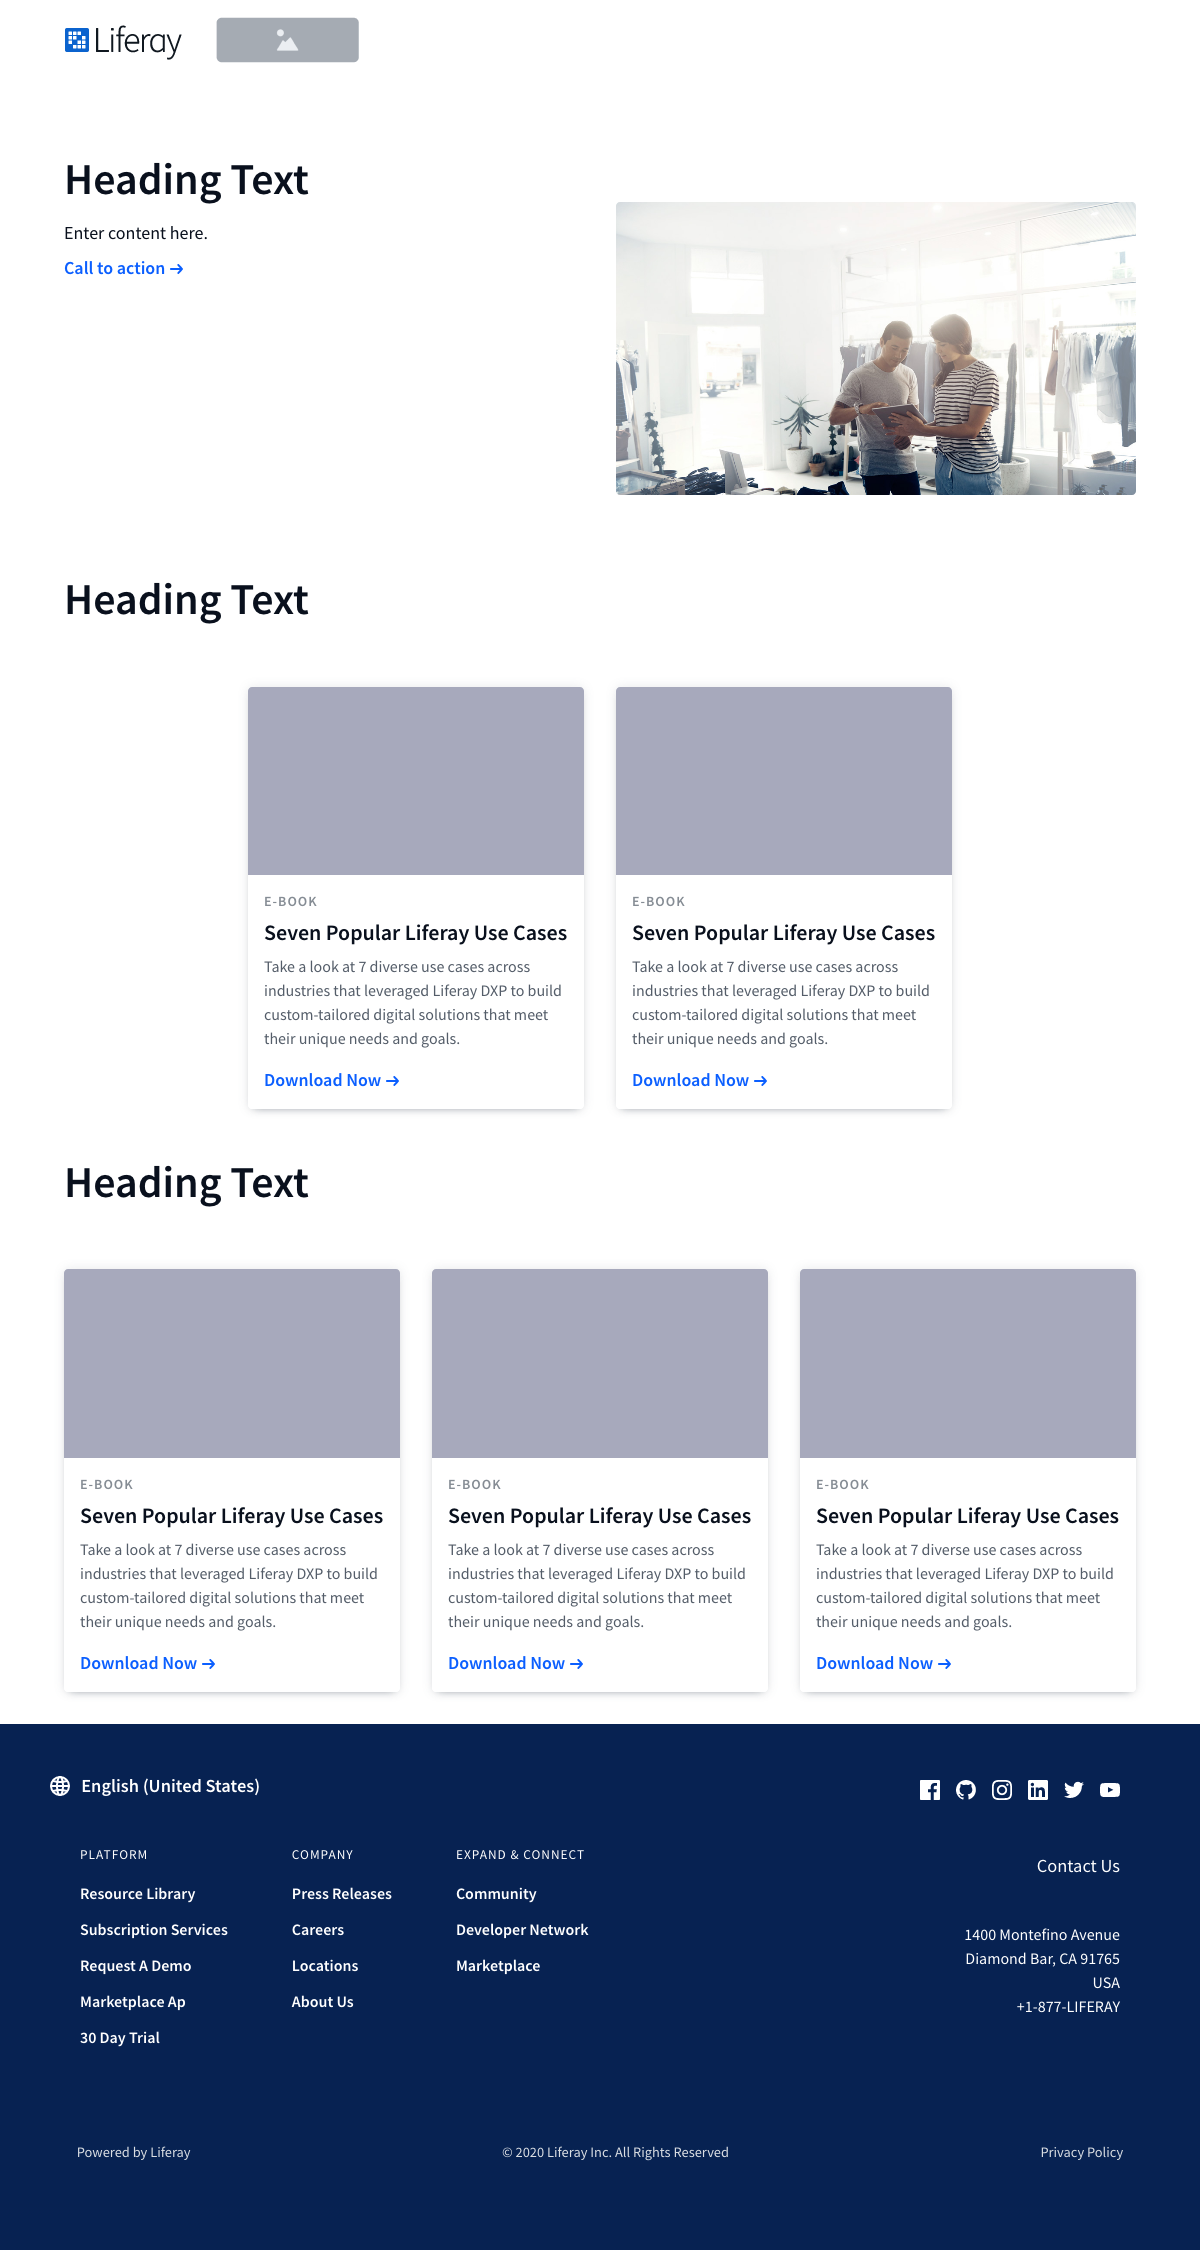 Liferay
Heading Text
Enter content here.
Call to action →
Heading Text
E-BOOK
Seven Popular Liferay Use Cases
Take a look at 7 diverse use cases across
industries that leveraged Liferay DXP to build
custom-tailored digital solutions that meet
their unique needs and goals.
Download Now →
E-BOOK
Seven Popular Liferay Use Cases
Take a look at 7 diverse use cases across
industries that leveraged Liferay DXP to build
custom-tailored digital solutions that meet
their unique needs and goals.
Download Now →
Heading Text
E-BOOK
Seven Popular Liferay Use Cases
Take a look at 7 diverse use cases across
industries that leveraged Liferay DXP to build
custom-tailored digital solutions that meet
their unique needs and goals.
Download Now →
E-BOOK
Seven Popular Liferay Use Cases
Take a look at 7 diverse use cases across
industries that leveraged Liferay DXP to build
custom-tailored digital solutions that meet
their unique needs and goals.
Download Now →
E-BOOK
Seven Popular Liferay Use Cases
Take a look at 7 diverse use cases across
industries that leveraged Liferay DXP to build
custom-tailored digital solutions that meet
their unique needs and goals.
Download Now →
English (United States)
PLATFORM
Resource Library
Subscription Services
Request A Demo
Marketplace Ap
30 Day Trial
COMPANY
Press Releases
Careers
Locations
About Us
EXPAND & CONNECT
Community
Developer Network
Marketplace
Contact Us
1400 Montefino Avenue
Diamond Bar, CA 91765
USA
+1-877-LIFERAY
Powered by Liferay
© 2020 Liferay Inc. All Rights Reserved
Privacy Policy